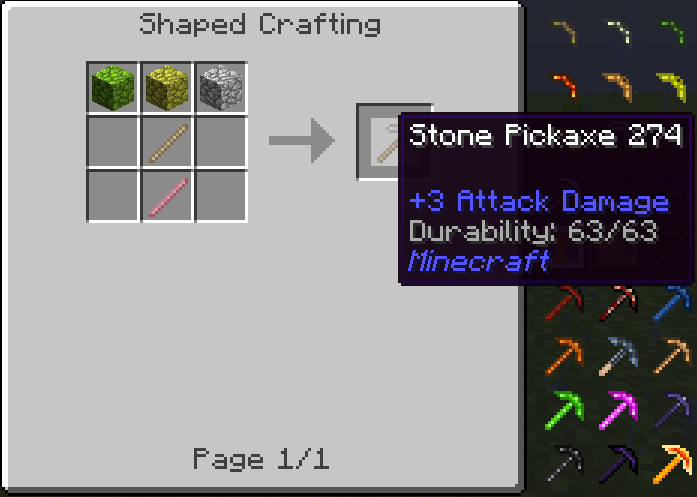 Shaped Crafting
Stone Pickaxe 274
+3 Attack Damage
Durability: 63/63
Minecraft
Page 1/1